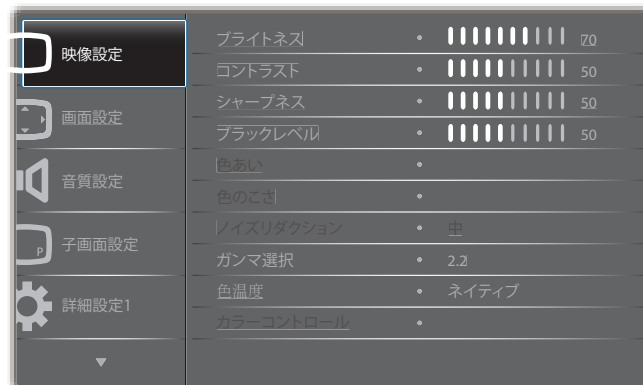 映像設定
画面設定
音質設定
P
子画面設定
詳細設定1
ブライトネス • 70
コントラスト • 50
シャープネス • 50
ブラックレベル • 50
色あい •
色のこさ •
ノイズリダクション • 中
ガンマ選択 • 2.2
色温度 • ネイティブ
カラーコントロール •